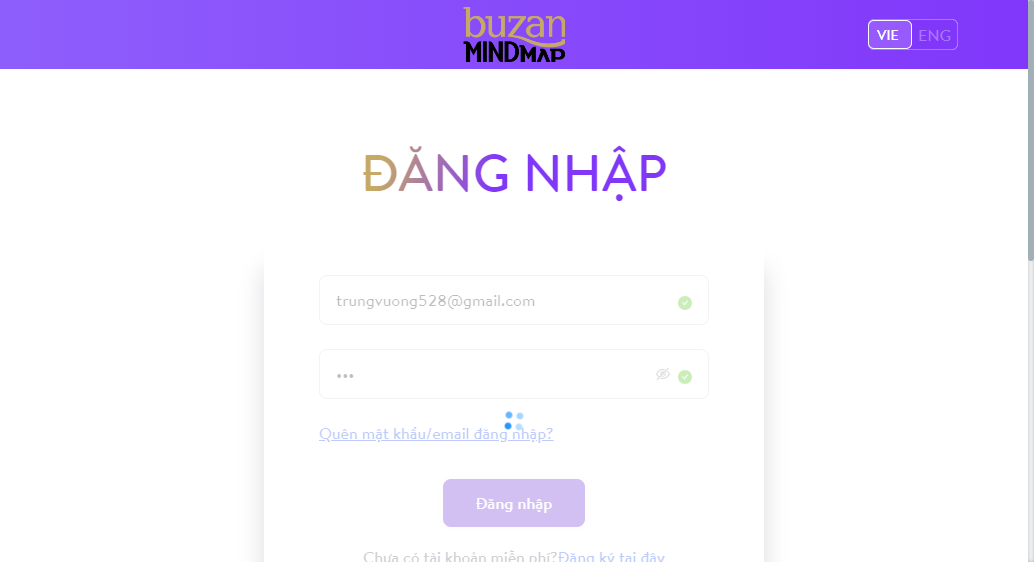 buzan
MINDMAP
VIE ENG
ĐĂNG NHẬP
trungvuong528@gmail.com
•••
Quên mật khẩu/email đăng nhập?
Đăng nhập
Chưa có tài khoản miễn phí?Đăng ký tại đây